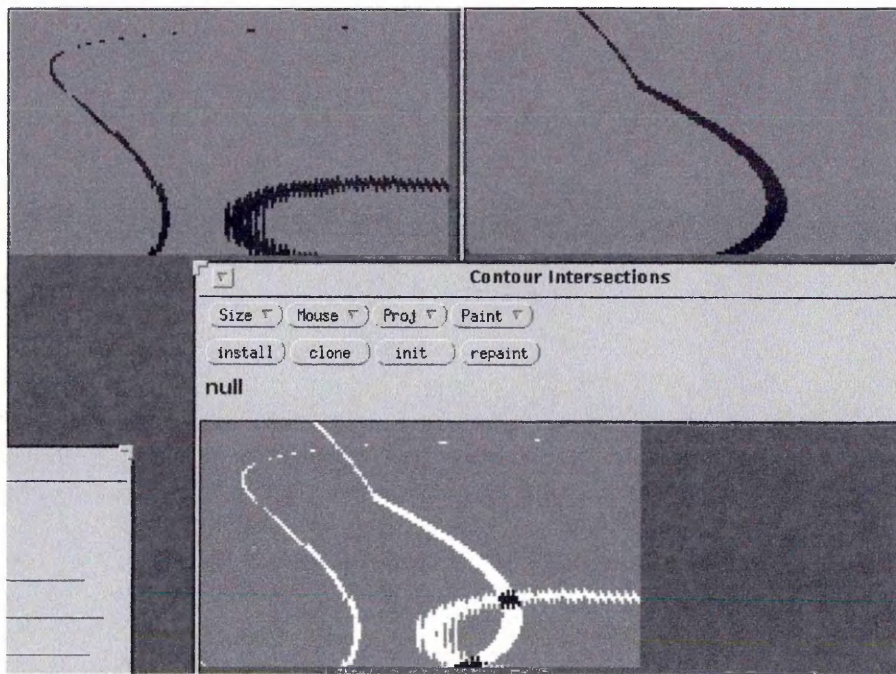 Contour Intersections
Size Mouse Proj Paint
install clone init repaint
null